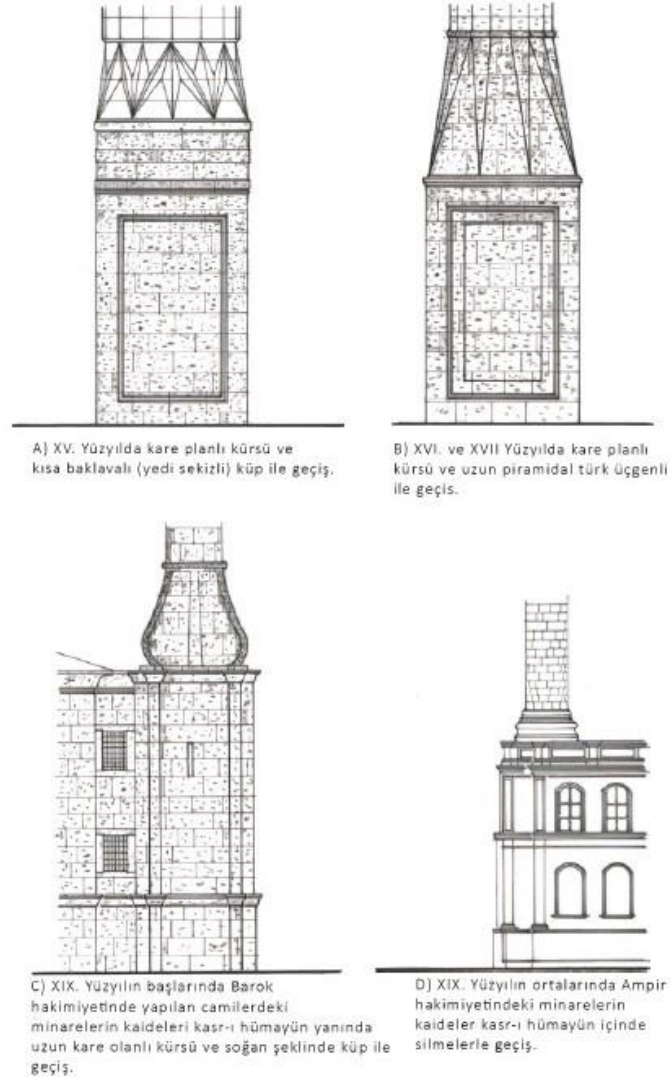 A) XV. Yüzyılda kare planlı kürsü ve
kısa baklavalı (yedi sekizli) küp ile geçiş.
B) XVI. ve XVII Yüzyılda kare planlı
kürsü ve uzun piramidal türk üçgenli
ile geçis.
C) XIX. Yüzyılın başlarında Barok
hakimiyetinde yapılan camilerdeki
minarelerin kaideleri kasr-ı hümayün yanında
uzun kare olanlı kürsü ve soğan şeklinde küp ile
geçiş.
D) XIX. Yüzyılın ortalarında Ampir
hakimiyetindeki minarelerin
kaideler kasr-ı hümayün içinde
silmelerle geçiş.